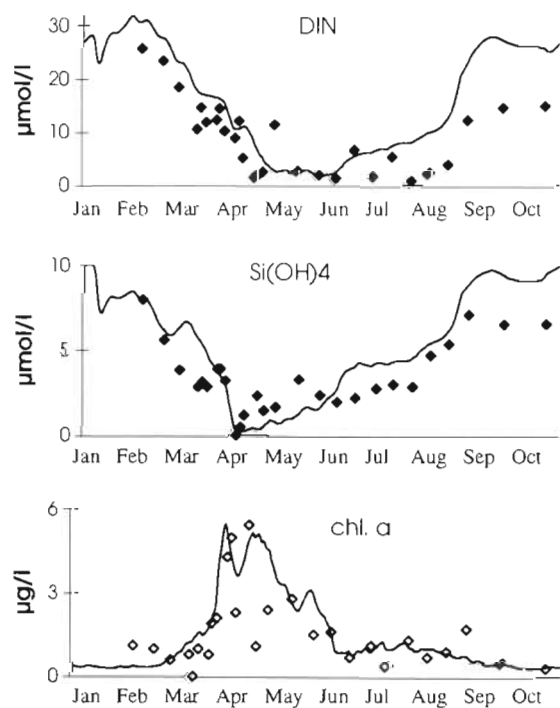 DIN
30
20
10
0
µmol/l
Jan Feb Mar Apr May Jun Jul Aug Sep Oct
Si(OH)4
10
5
0
µmol/l
Jan Feb Mar Apr May Jun Jul Aug Sep Oct
chl. a
6
3
0
µg/l
Jan Feb Mar Apr May Jun Jul Aug Sep Oct